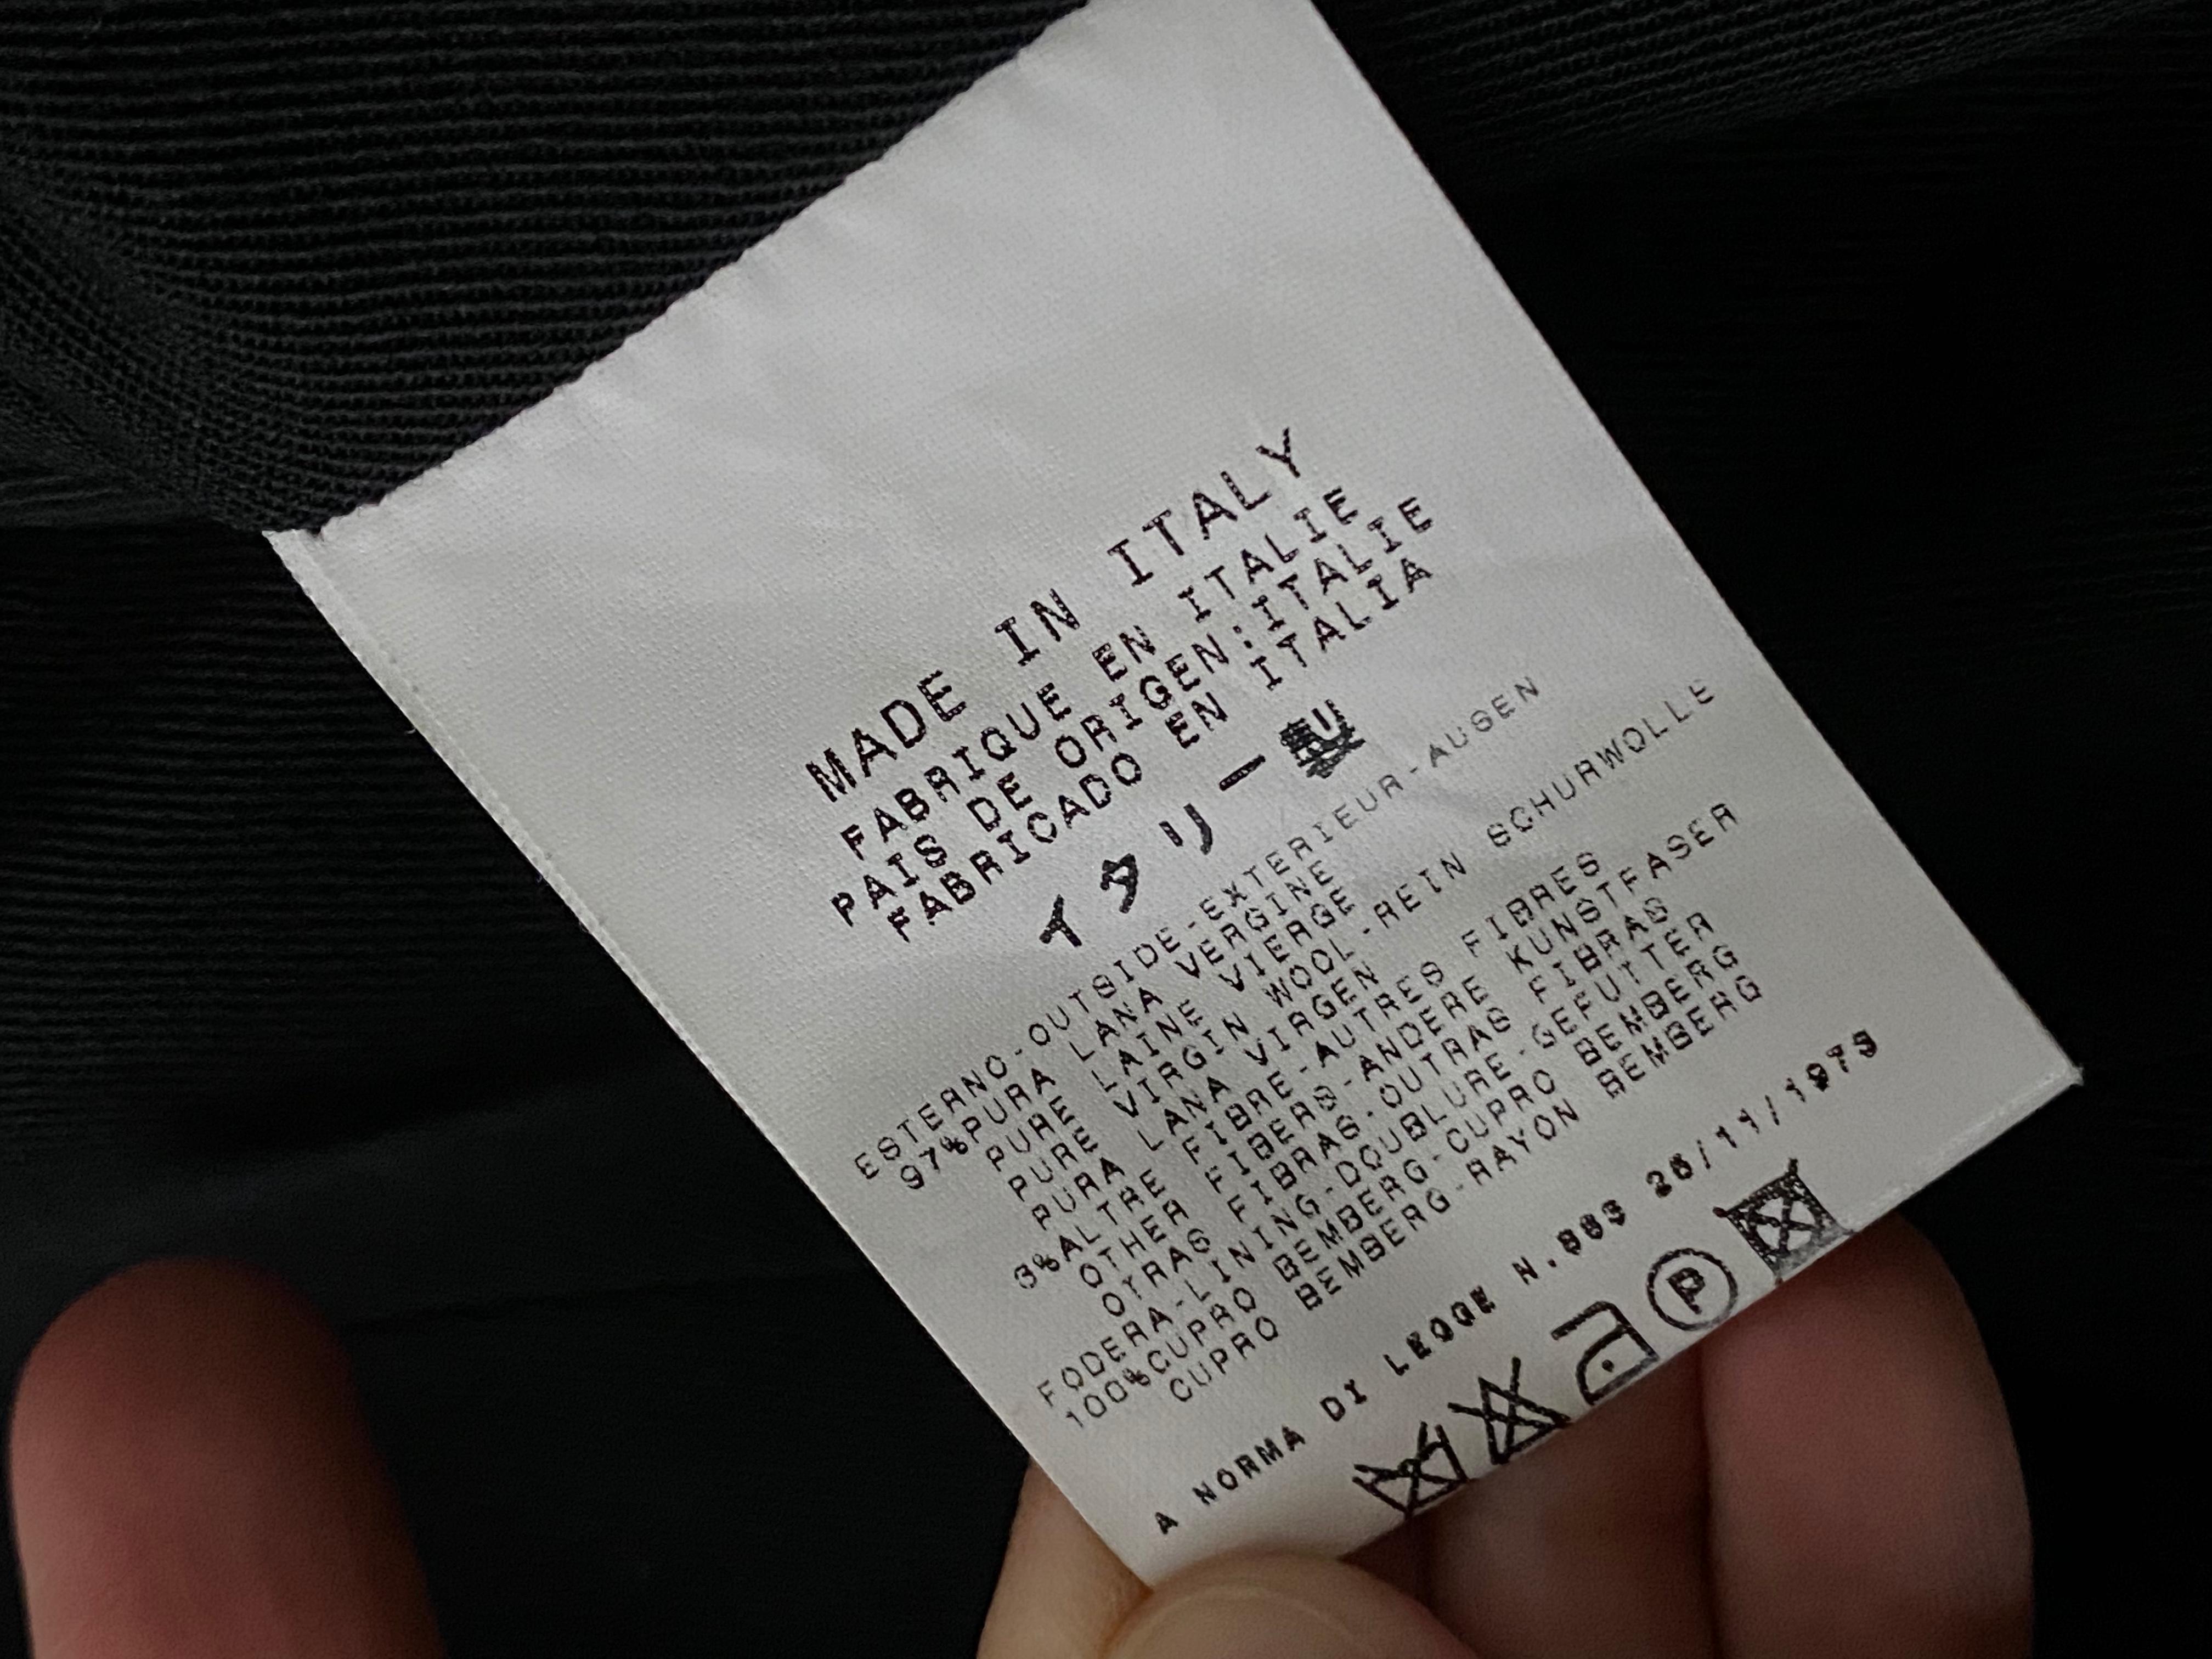 MADE IN ITALY
FABRIQUE EN ITALIE
PAIS DE ORIGEN:ITALIE
FABRICADO EN ITALIA
イタリー製
ESTERNO-OUTSIDE-EXTERIEUR-AUSEN
97%PURA LANA VERGINE
PURE LAINE VIERGE
PURE VIRGIN WOOL-REIN SCHURWOLLE
PURA LANA VIRGEN
3%ALTRE FIBRE-AUTRES FIBRES
OTHER FIBERS-ANDERE KUNSTFASER
OTRAS FIBRAS-OUTRAS FIBRAS
FODERA-LINING-DOUBLURE-GEFUTTER
100%CUPRO BEMBERG-CUPRO BEMBERG
CUPRO BEMBERG-RAYON BEMBERG
A NORMA DI LEGGE N.883 26/11/1973
P